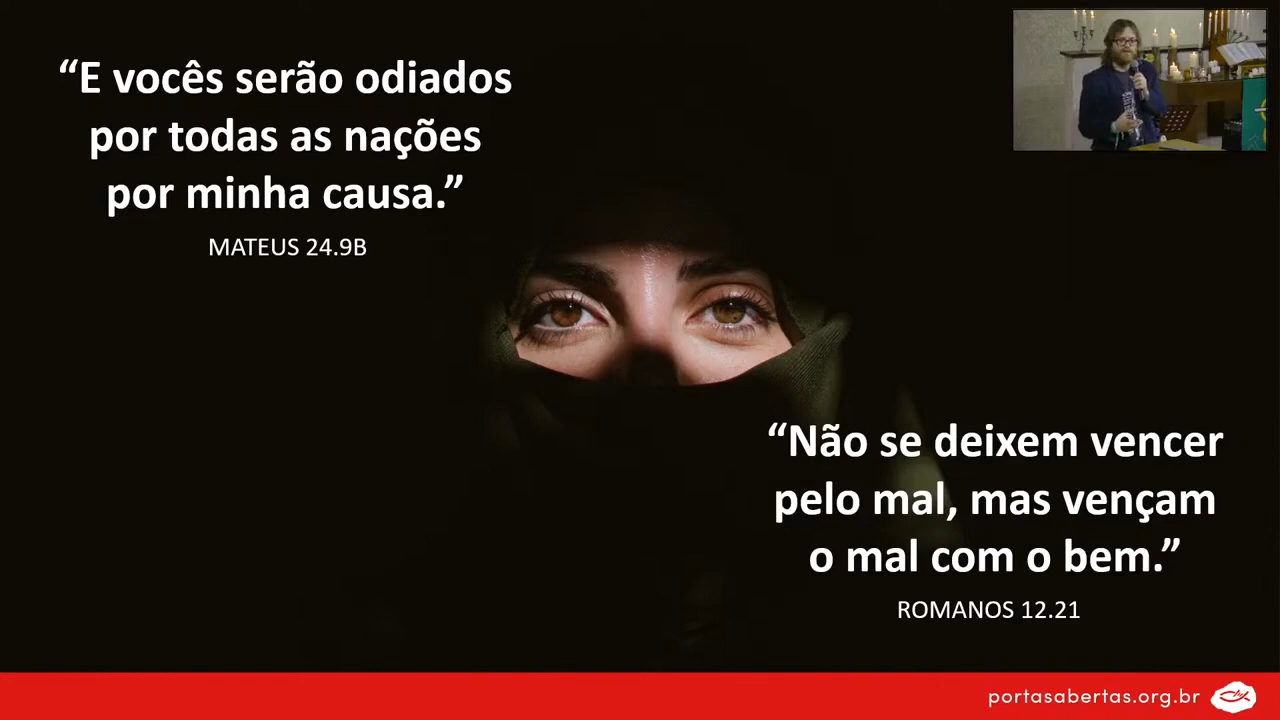 “E vocês serão odiados
por todas as nações
por minha causa.”
MATEUS 24.9B
“Não se deixem vencer
pelo mal, mas vençam
o mal com o bem.”
ROMANOS 12.21
portasabertas.org.br